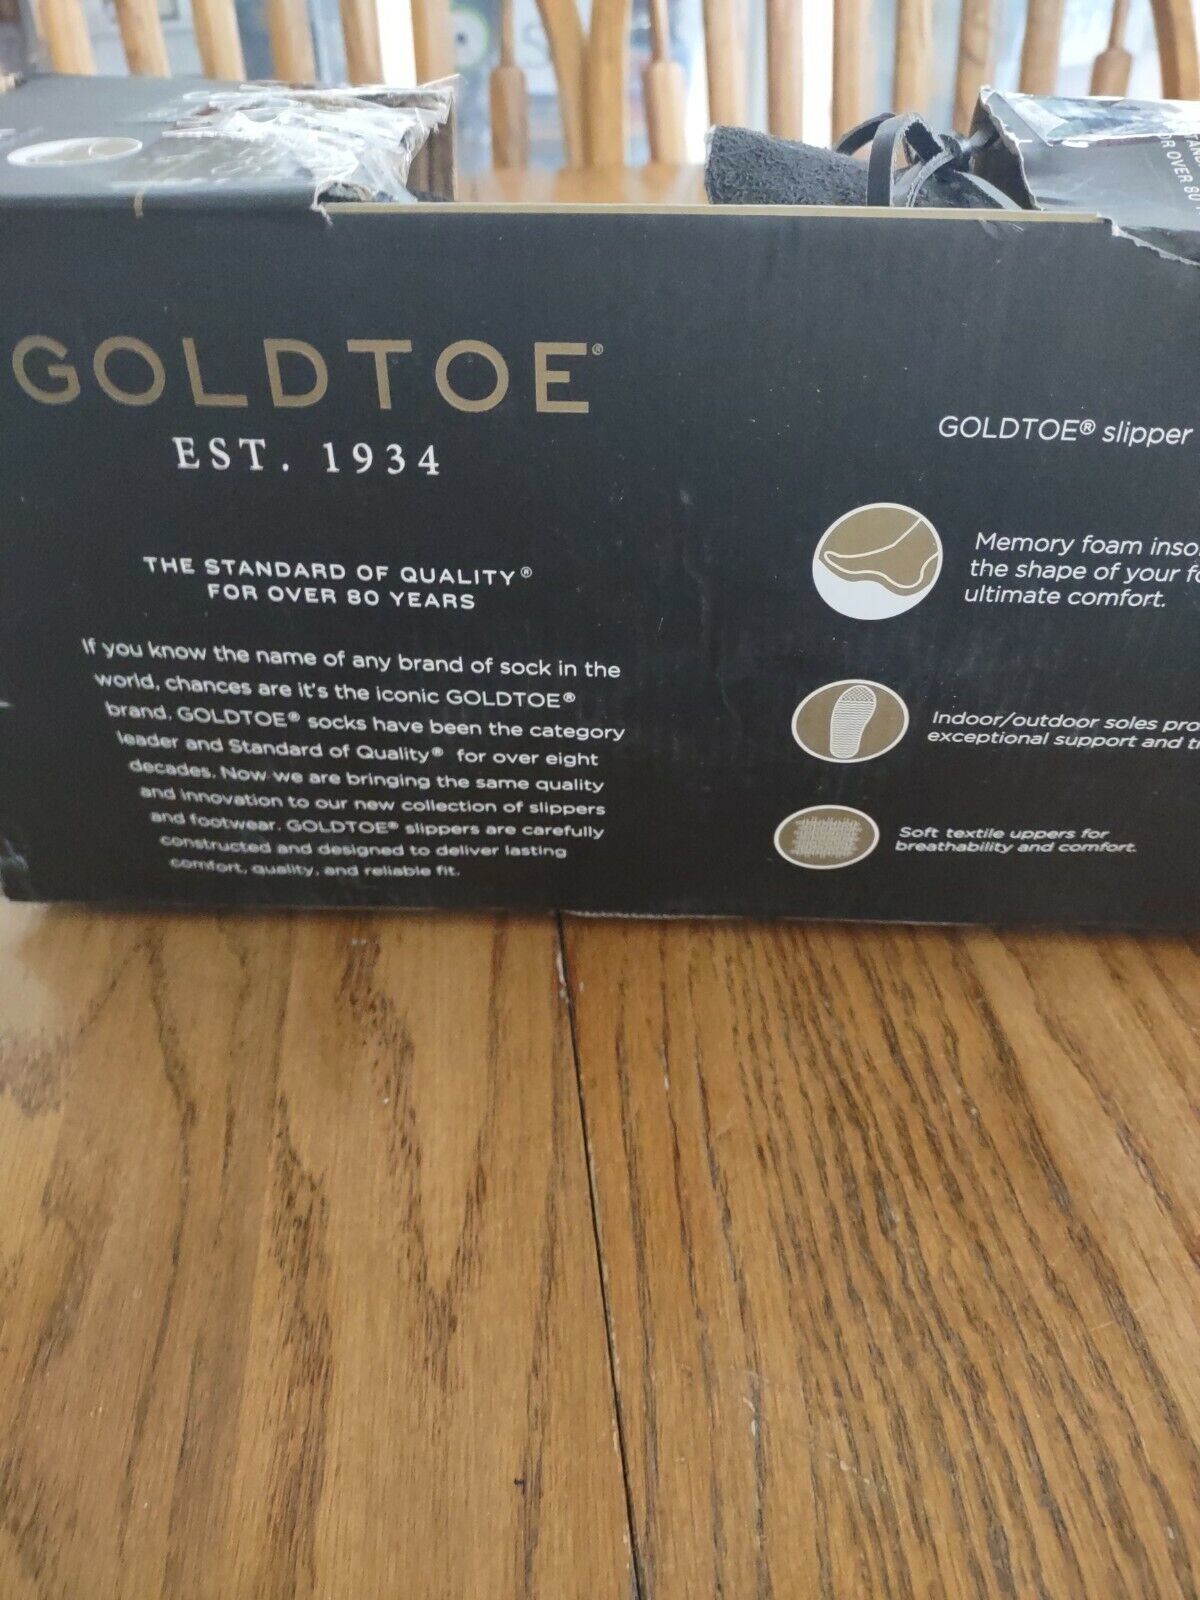 GOLDTOE®
EST. 1934
THE STANDARD OF QUALITY®
FOR OVER 80 YEARS
If you know the name of any brand of sock in the
world, chances are it's the iconic GOLDTOE®
brand. GOLDTOE® socks have been the category
leader and Standard of Quality® for over eight
decades. Now we are bringing the same quality
and innovation to our new collection of slippers
and footwear. GOLDTOE® slippers are carefully
constructed and designed to deliver lasting
comfort, quality, and reliable fit.
GOLDTOE® slipper
Memory foam
the shape of your
ultimate comfort.
Indoor/outdoor soles
exceptional support and
Soft textile uppers for
breathability and comfort.
OVER 80